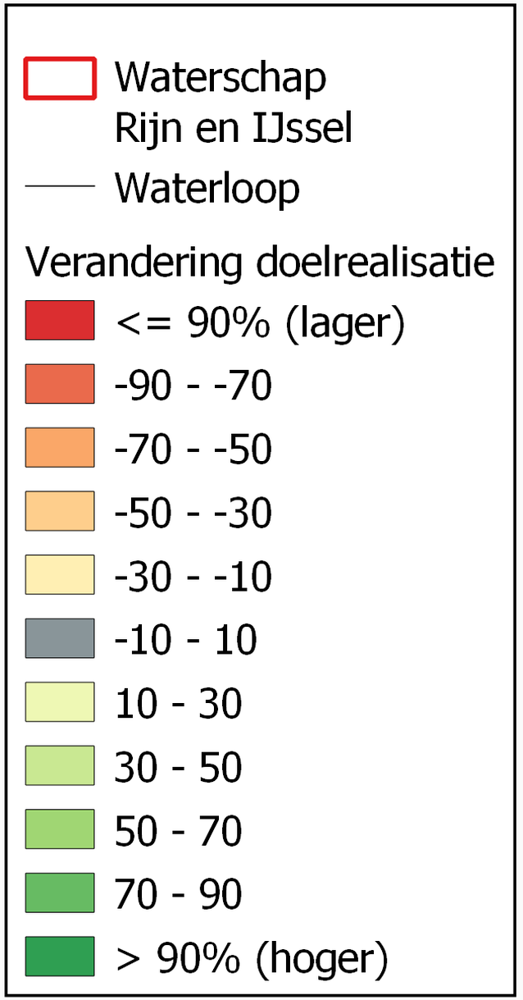 Waterschap
Rijn en IJssel
Waterloop
Verandering doelrealisatie
<= 90% (lager)
-90 - -70
-70 - -50
-50 - -30
-30 - -10
-10 - 10
10 - 30
30 - 50
50 - 70
70 - 90
> 90% (hoger)